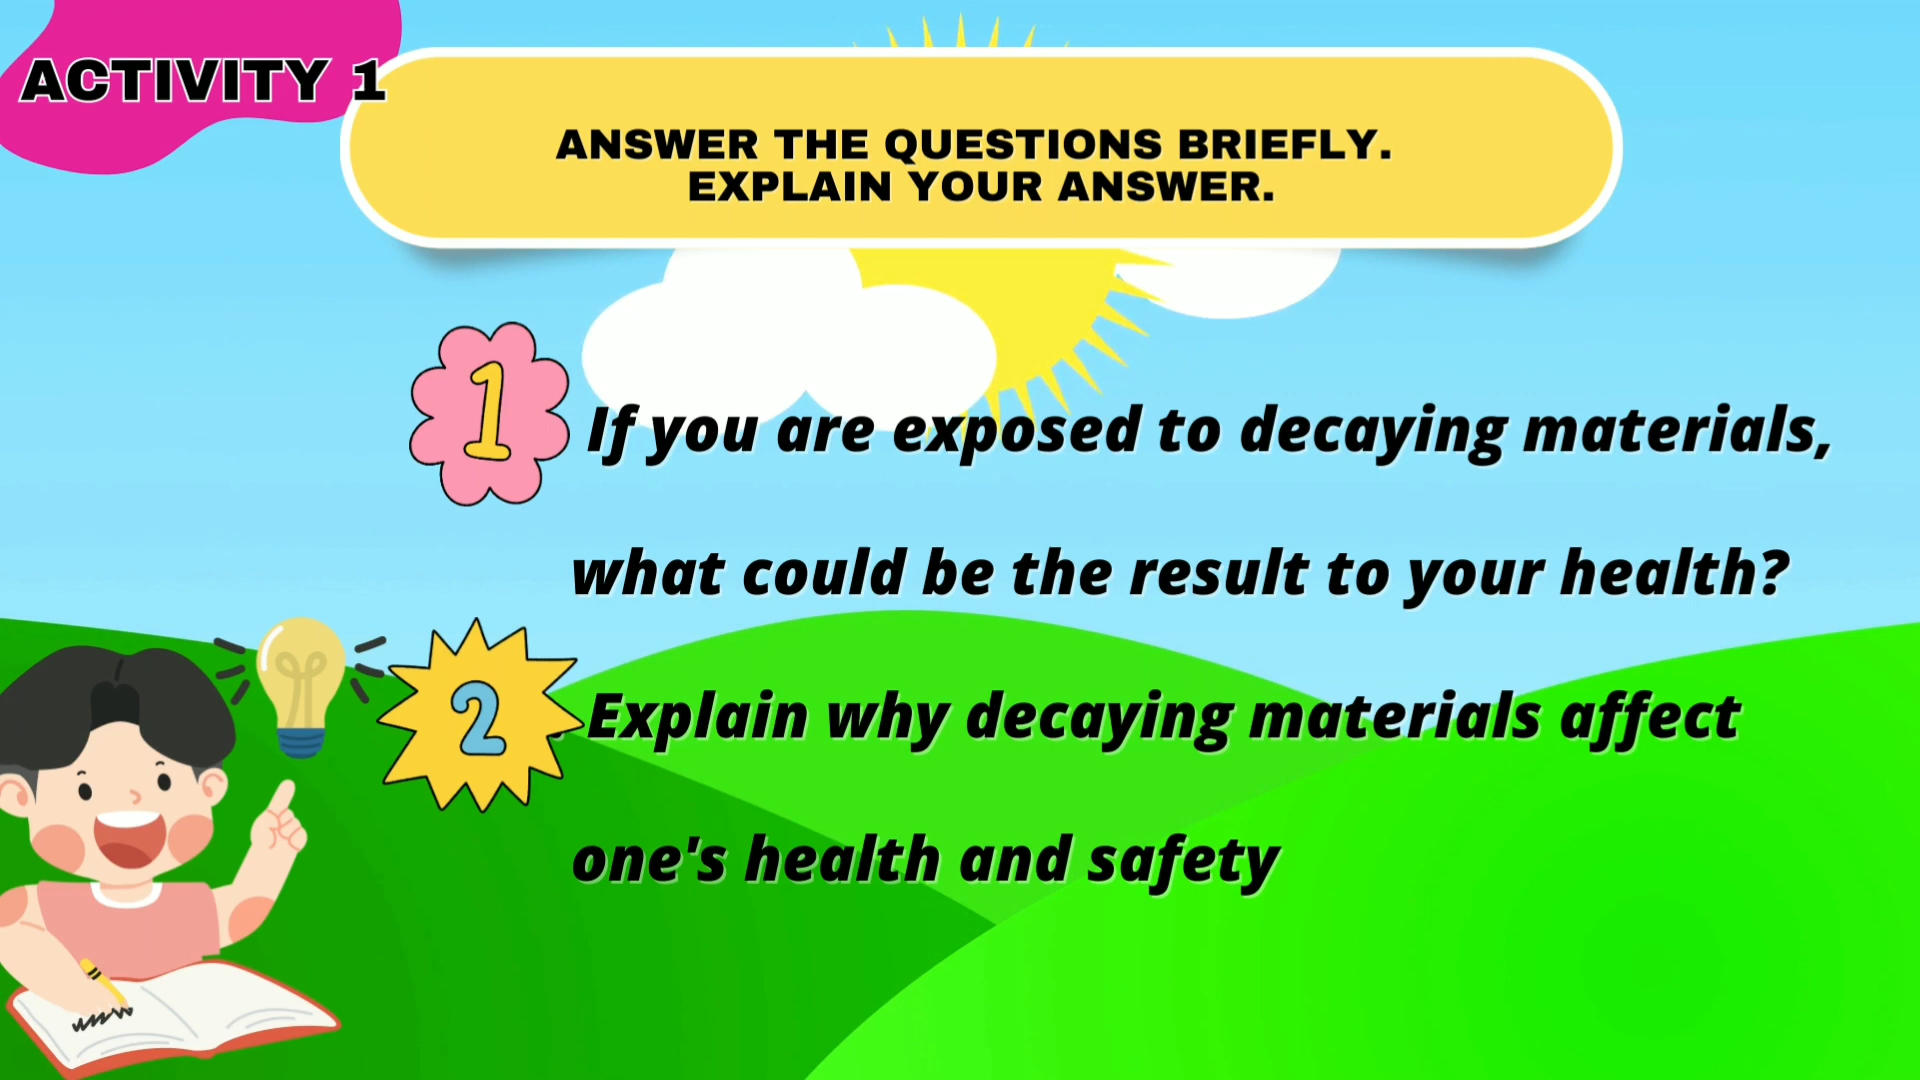 ACTIVITY 1
ANSWER THE QUESTIONS BRIEFLY.
EXPLAIN YOUR ANSWER.
1 If you are exposed to decaying materials,
what could be the result to your health?
2 Explain why decaying materials affect
one's health and safety